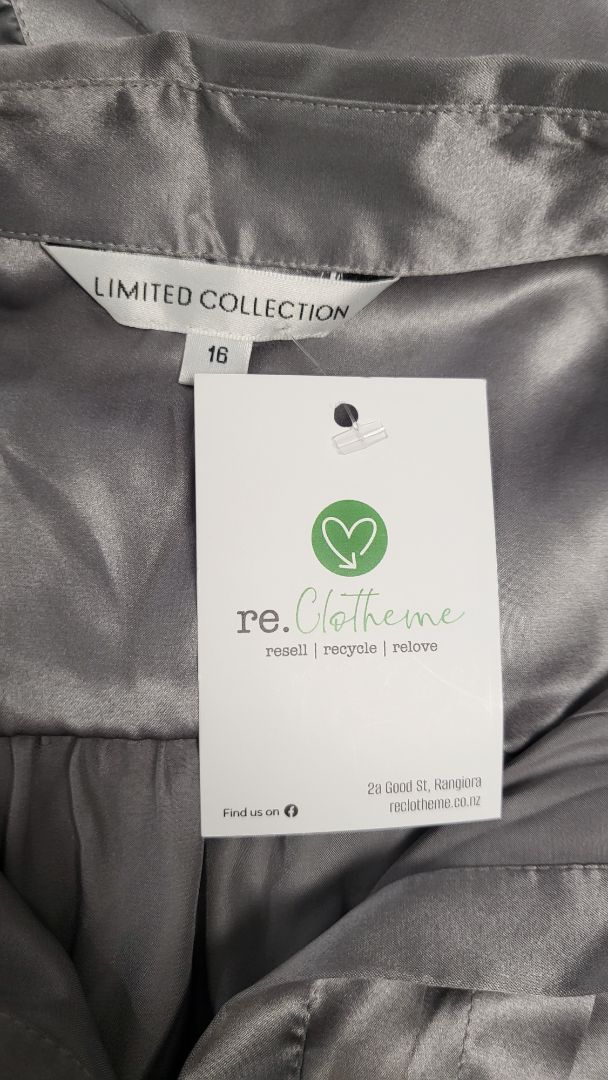 LIMITED COLLECTION
16
re.Clotheme
resell | recycle | relove
2a Good St, Rangiora
reclotheme.co.nz
Find us on